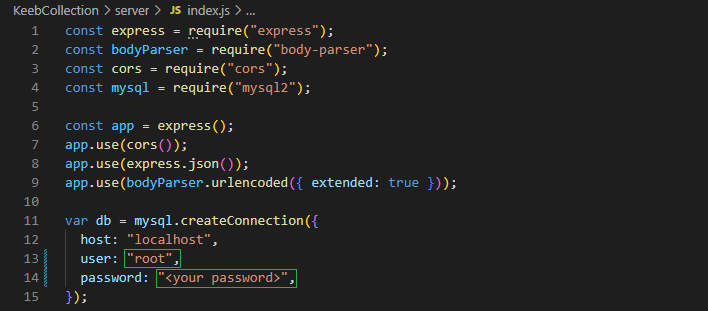 KeebCollection > server > JS index.js > ...
1 const express = require("express");
2 const bodyParser = require("body-parser");
3 const cors = require("cors");
4 const mysql = require("mysql2");
5
6 const app = express();
7 app.use(cors());
8 app.use(express.json());
9 app.use(bodyParser.urlencoded({ extended: true }));
10
11 var db = mysql.createConnection({
12 host: "localhost",
13 user: "root",
14 password: "<your password>",
15 });